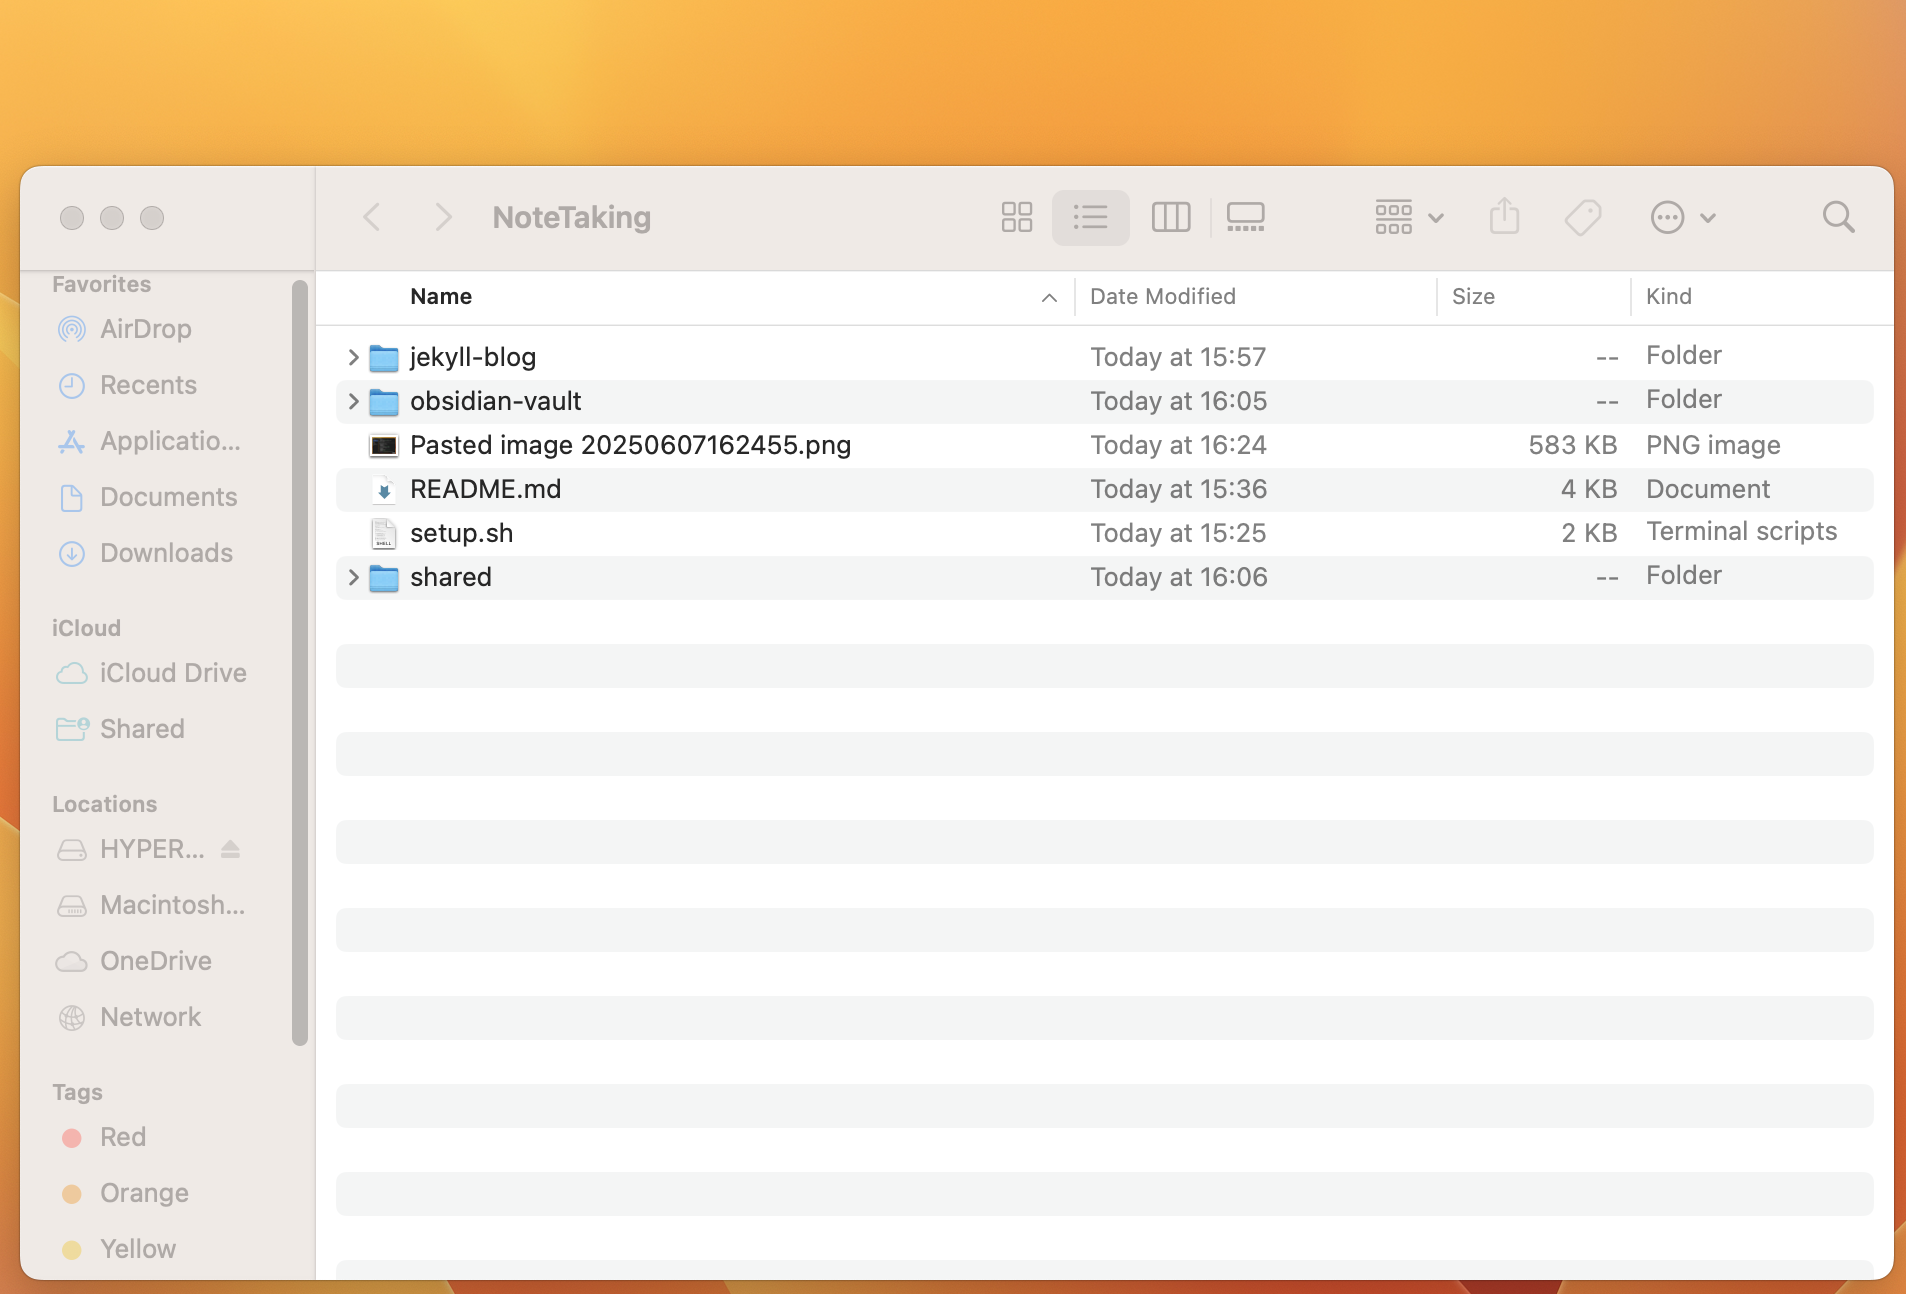 NoteTaking
Favorites
AirDrop
Recents
Applicatio...
Documents
Downloads
iCloud
iCloud Drive
Shared
Locations
HYPER...
Macintosh...
OneDrive
Network
Tags
Red
Orange
Yellow
Name Date Modified Size Kind
jekyll-blog Today at 15:57 -- Folder
obsidian-vault Today at 16:05 -- Folder
Pasted image 20250607162455.png Today at 16:24 583 KB PNG image
README.md Today at 15:36 4 KB Document
setup.sh Today at 15:25 2 KB Terminal scripts
shared Today at 16:06 -- Folder